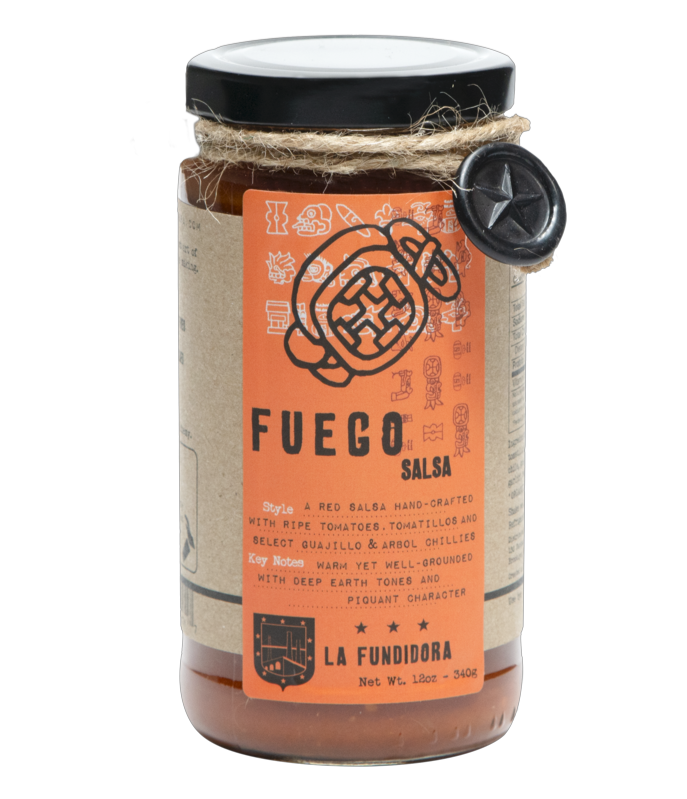 FUEGO
SALSA
Style A RED SALSA HAND-CRAFTED
WITH RIPE TOMATOES, TOMATILLOS AND
SELECT GUAJILLO & ARBOL CHILLIES
Key Notes WARM YET WELL-GROUNDED
WITH DEEP EARTH TONES AND
PIQUANT CHARACTER
LA FUNDIDORA
Net Wt. 12oz - 340g